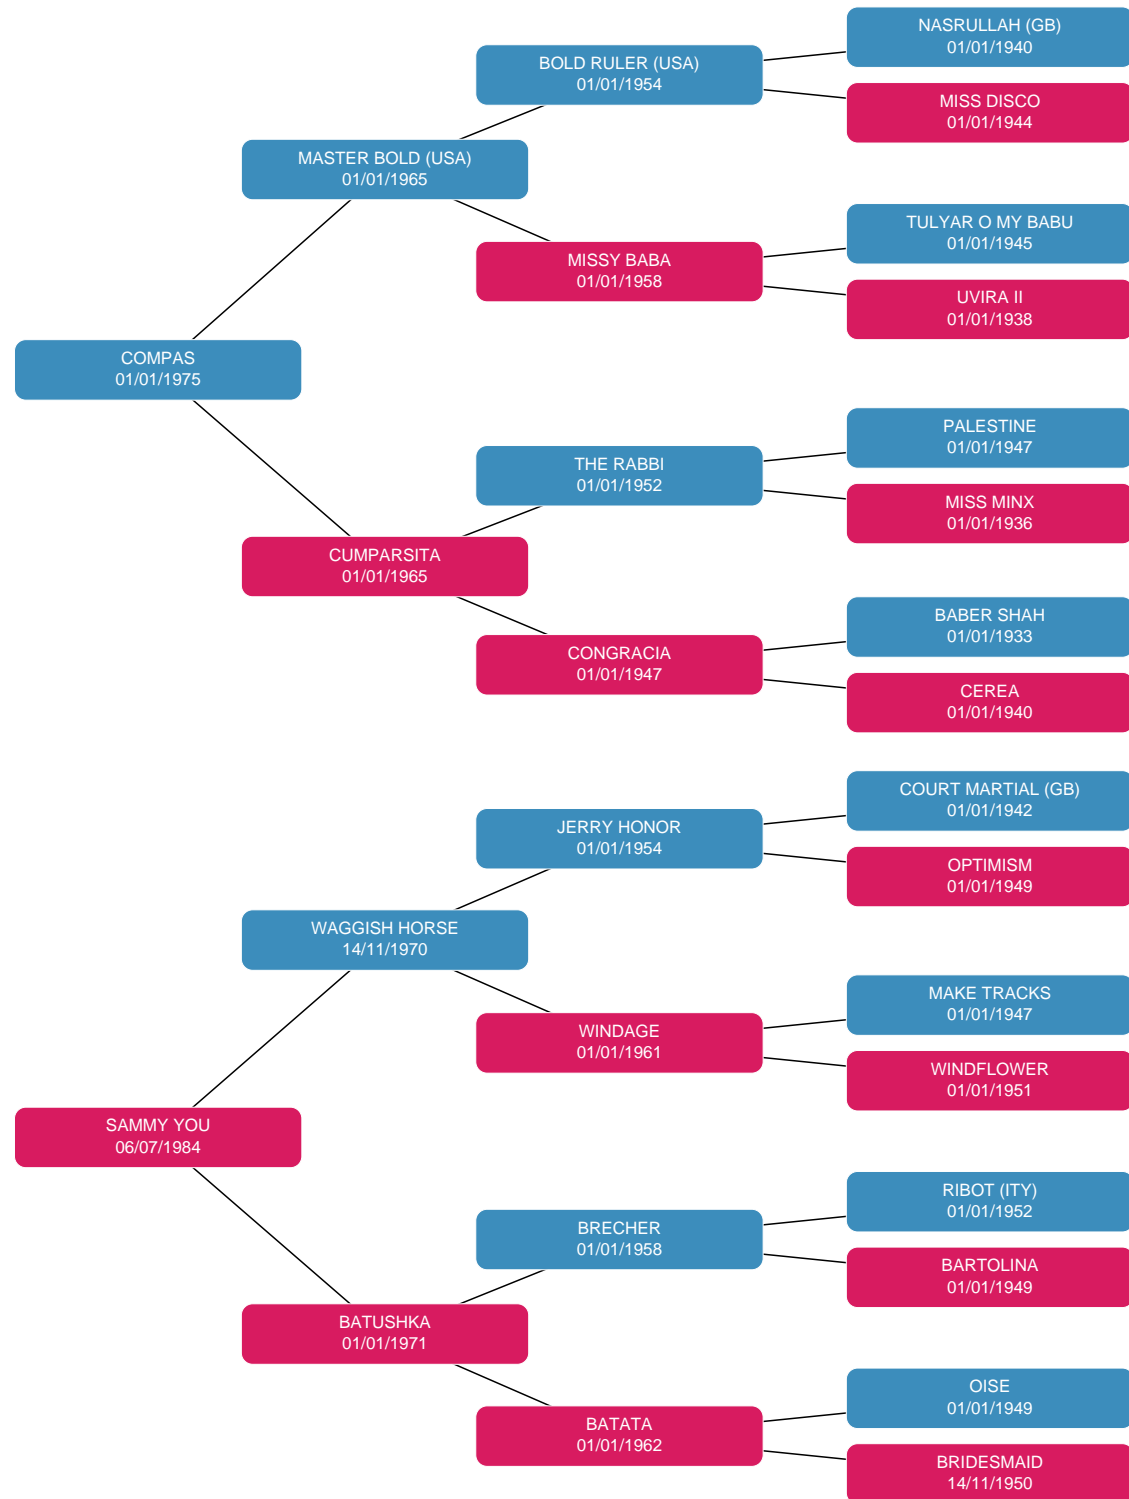 NASRULLAH (GB)
01/01/1940
BOLD RULER (USA)
01/01/1954
MISS DISCO
01/01/1944
MASTER BOLD (USA)
01/01/1965
TULYAR O MY BABU
01/01/1945
MISSY BABA
01/01/1958
UVIRA II
01/01/1938
COMPAS
01/01/1975
PALESTINE
01/01/1947
THE RABBI
01/01/1952
MISS MINX
01/01/1936
CUMPARSITA
01/01/1965
BABER SHAH
01/01/1933
CONGRACIA
01/01/1947
CEREA
01/01/1940
COURT MARTIAL (GB)
01/01/1942
JERRY HONOR
01/01/1954
OPTIMISM
01/01/1949
WAGGISH HORSE
14/11/1970
MAKE TRACKS
01/01/1947
WINDAGE
01/01/1961
WINDFLOWER
01/01/1951
SAMMY YOU
06/07/1984
RIBOT (ITY)
01/01/1952
BRECHER
01/01/1958
BARTOLINA
01/01/1949
BATUSHKA
01/01/1971
OISE
01/01/1949
BATATA
01/01/1962
BRIDESMAID
14/11/1950